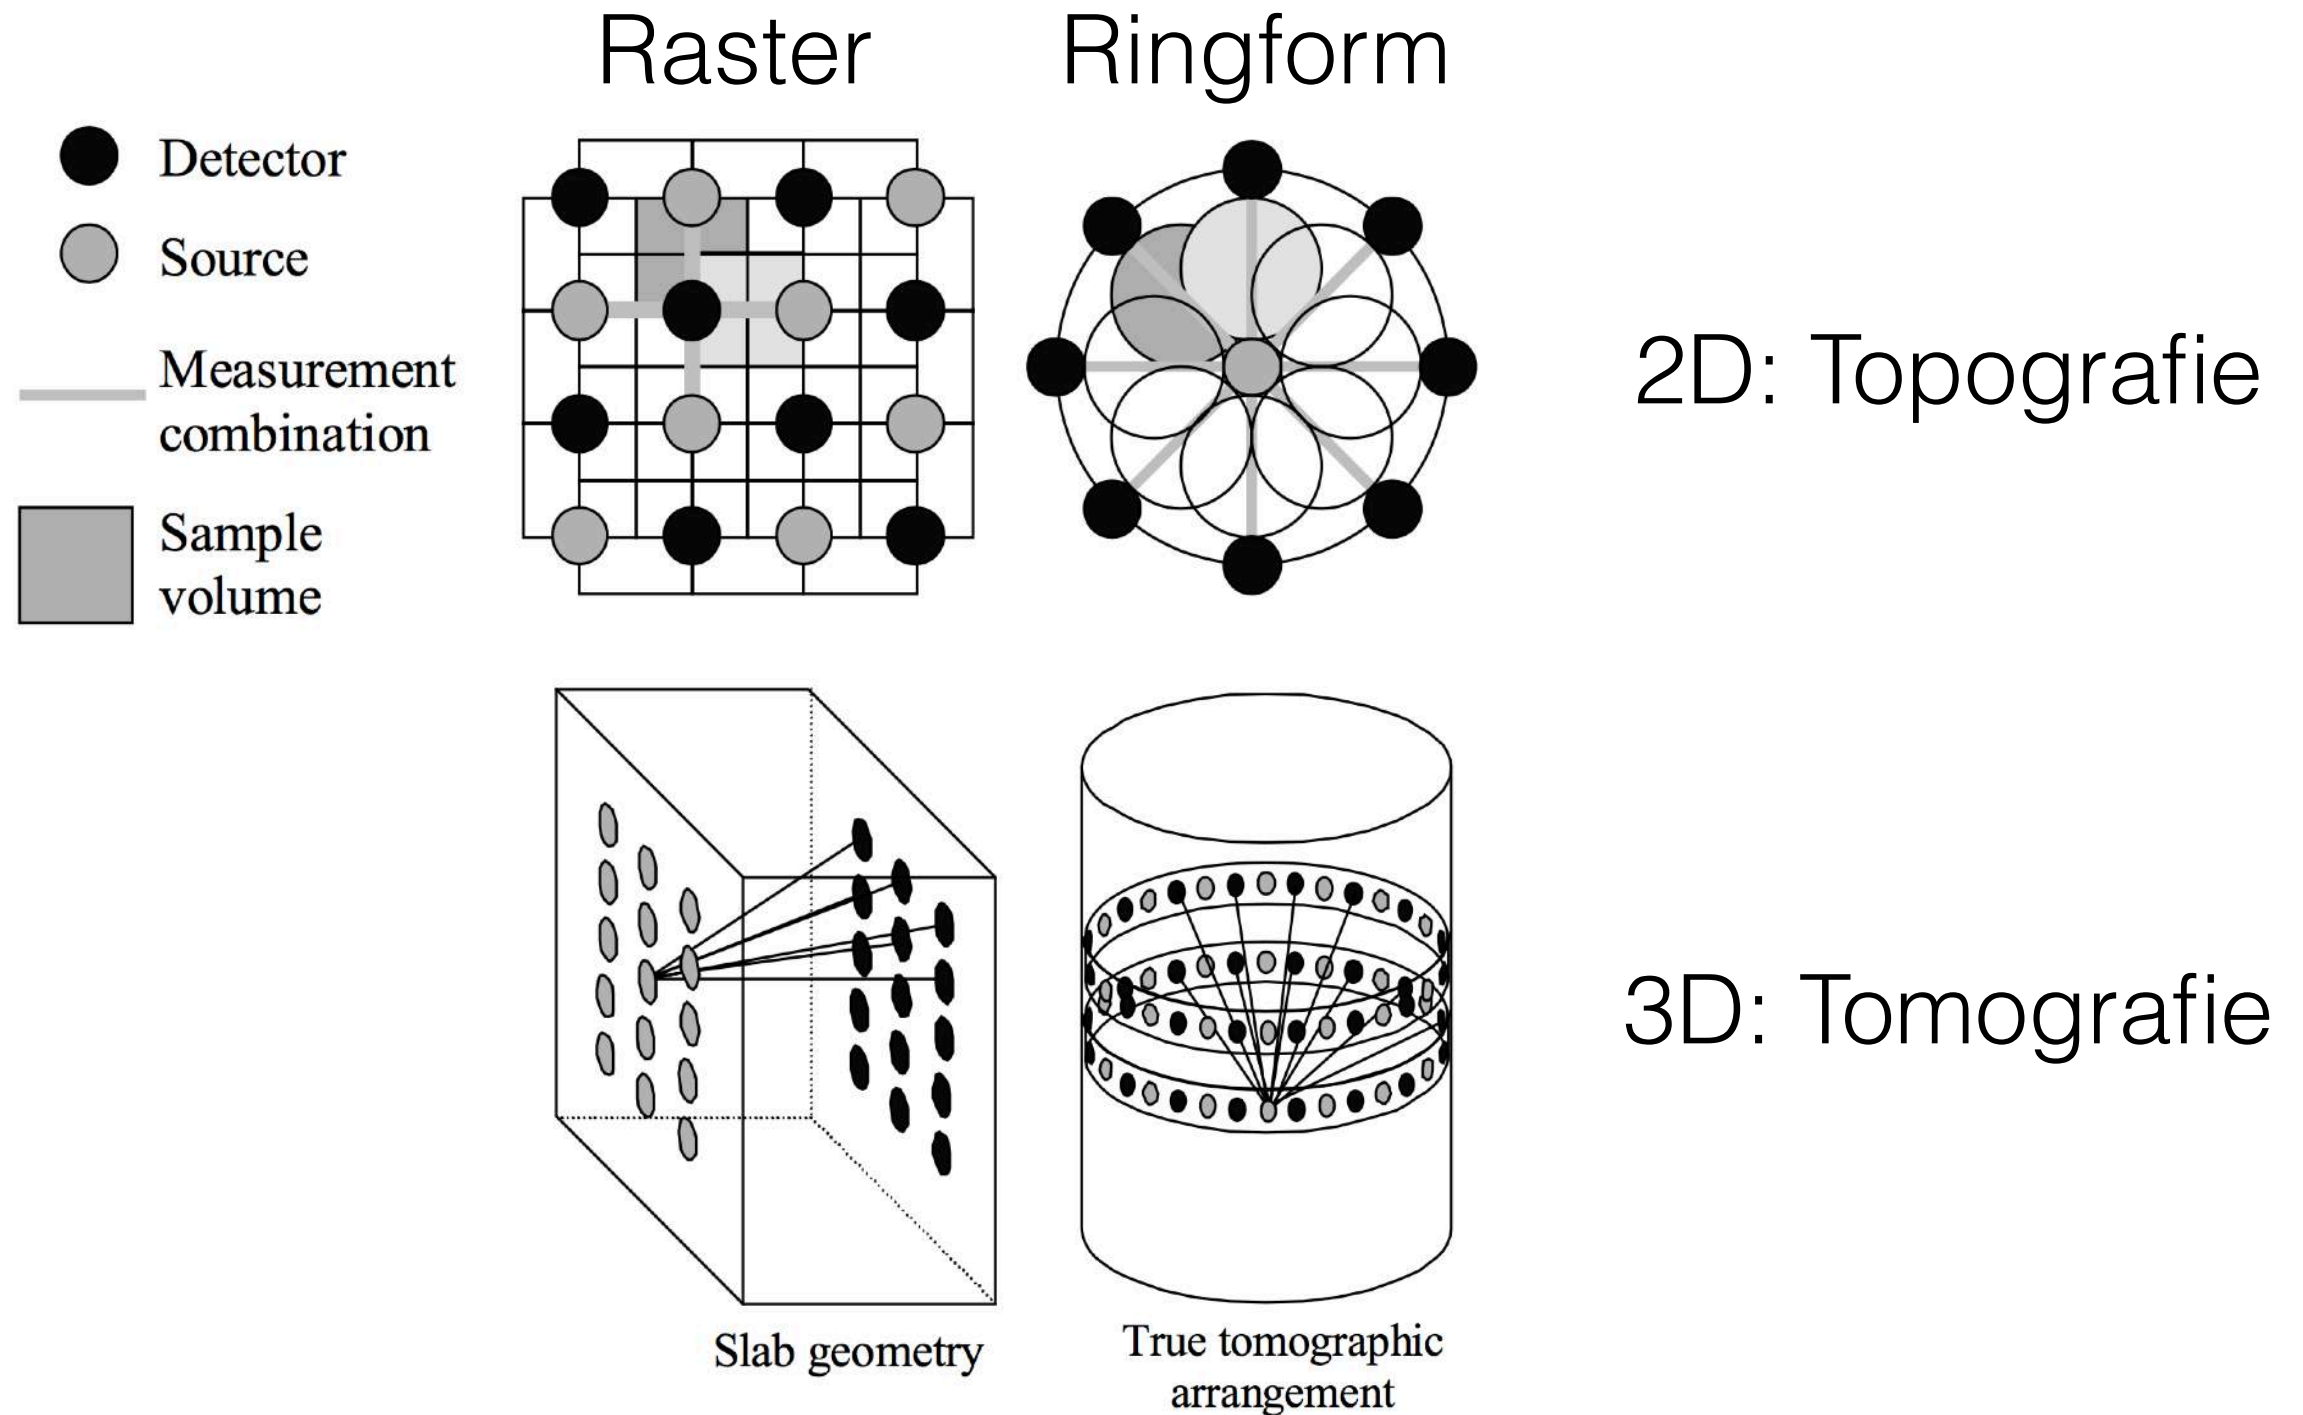 Raster
Ringform
Detector
Source
Measurement
combination
Sample
volume
2D: Topografie
3D: Tomografie
Slab geometry
True tomographic
arrangement